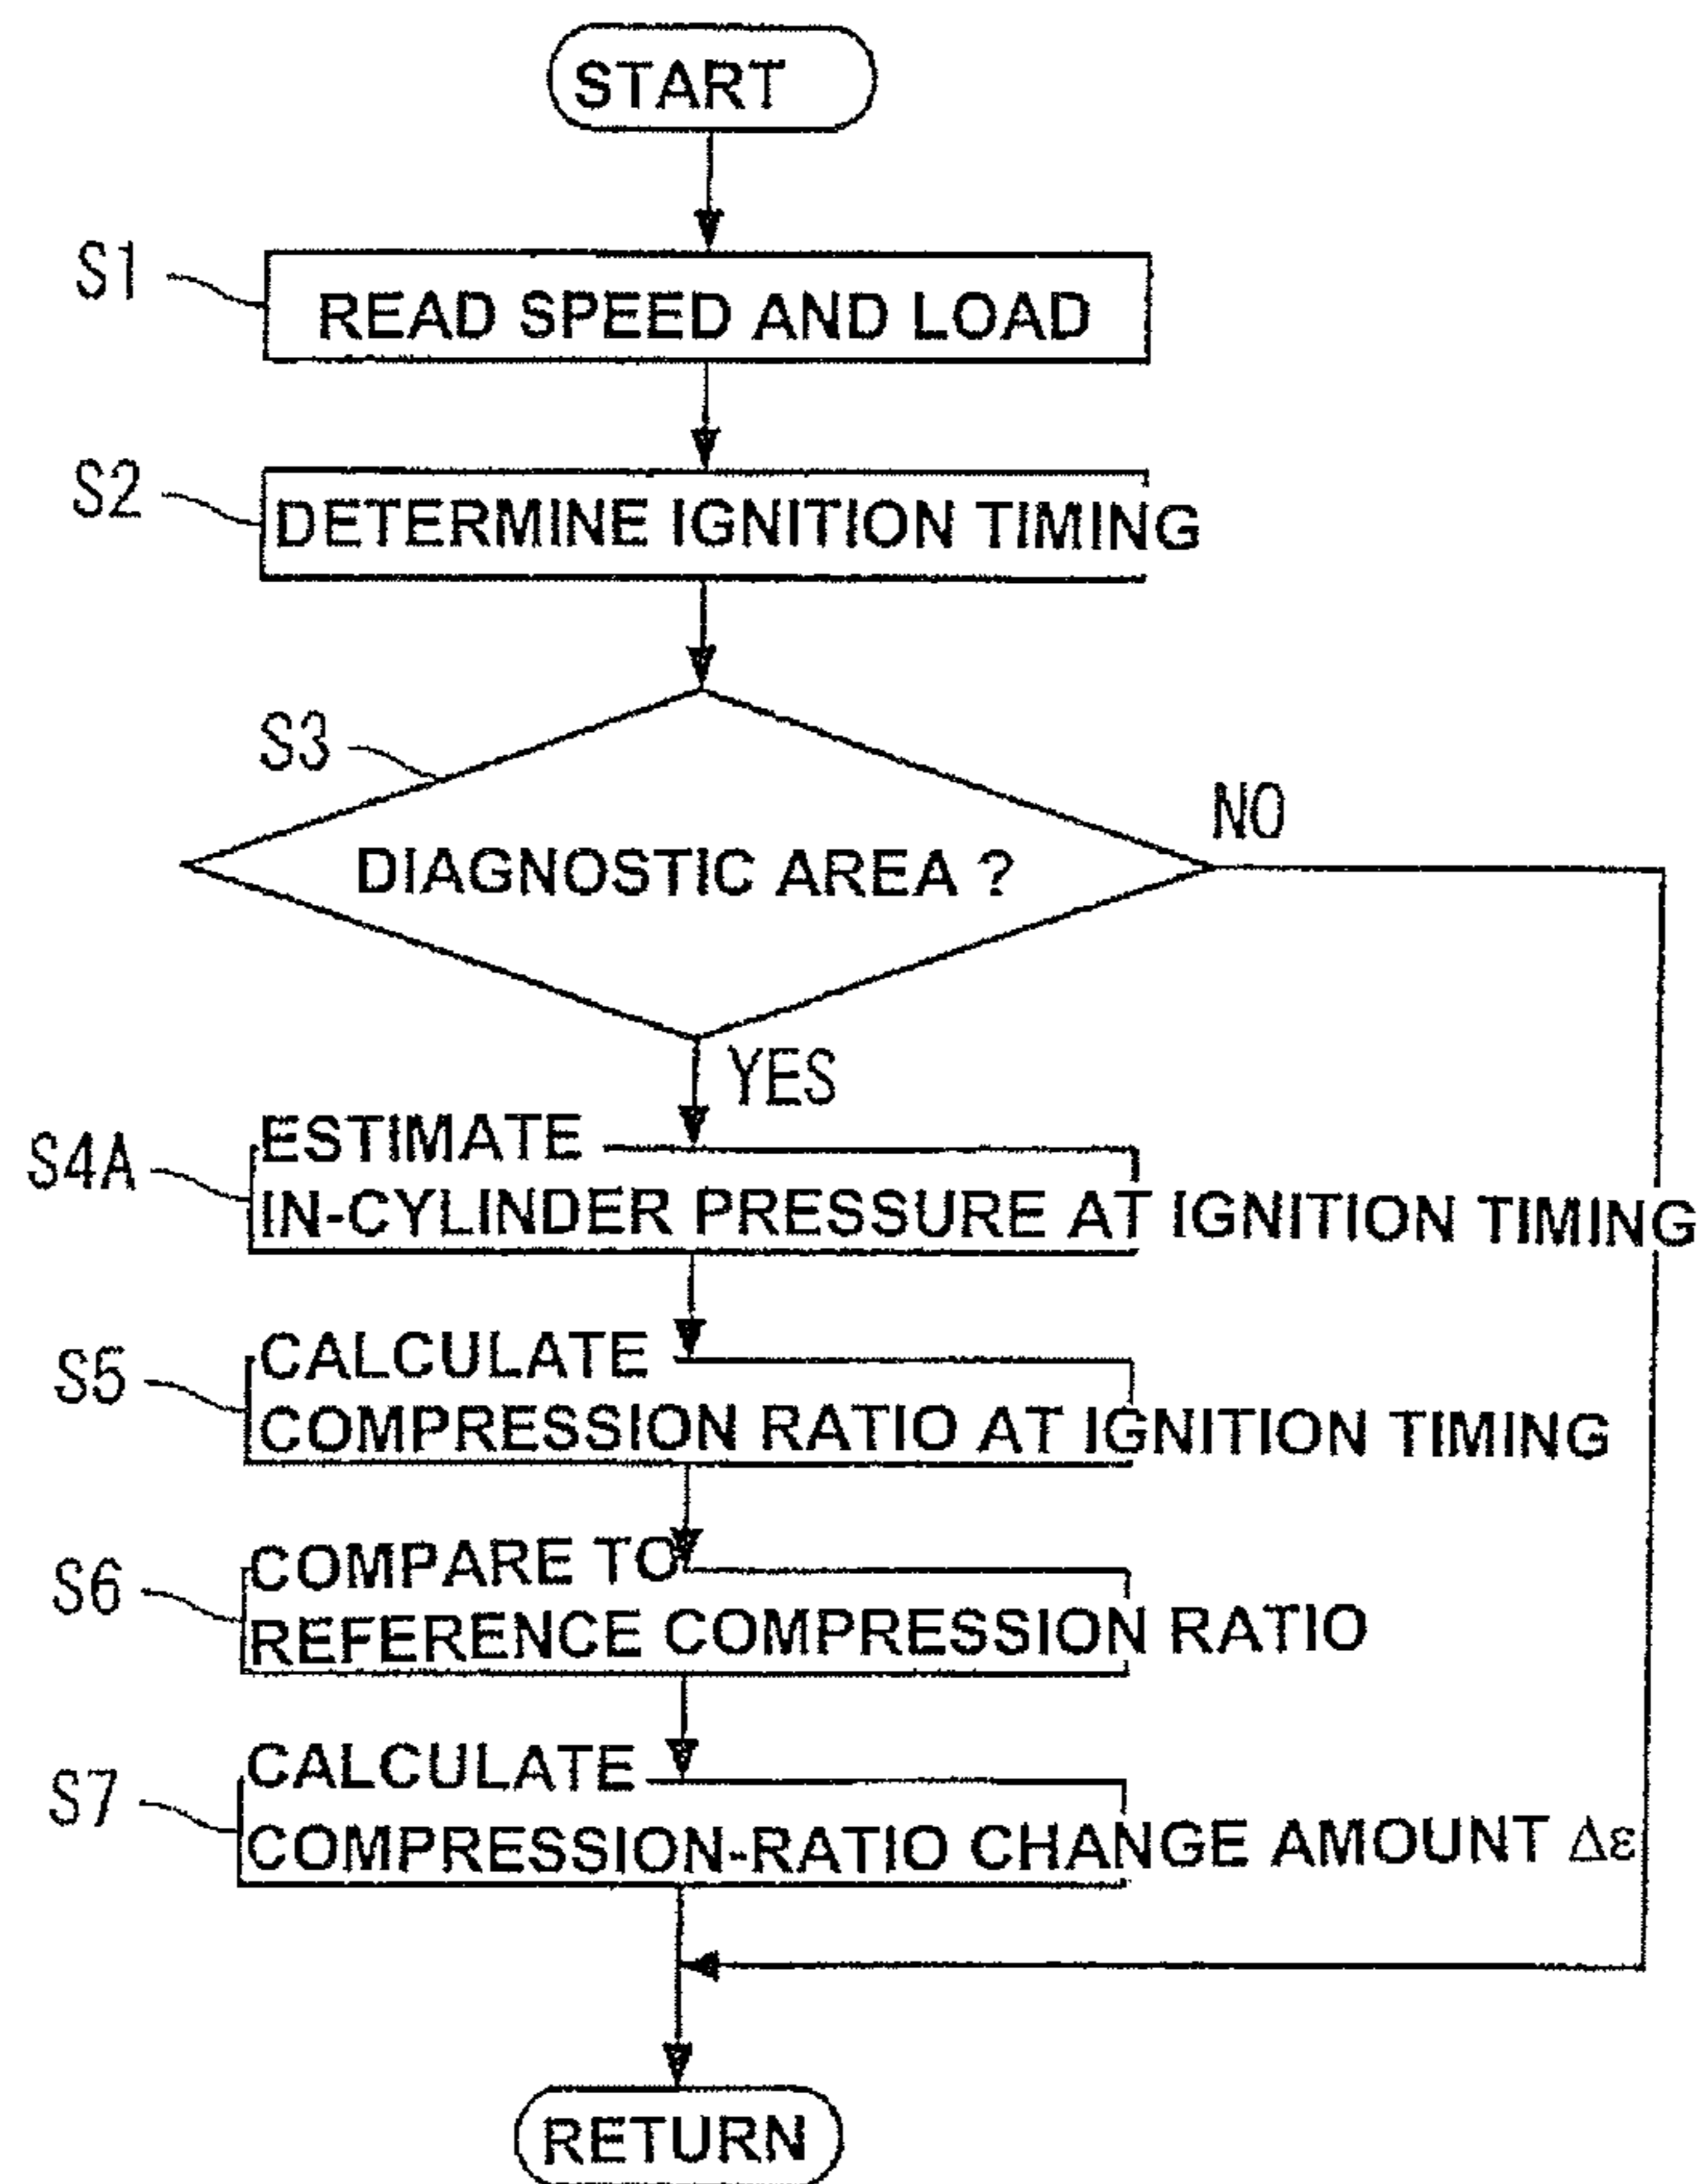 START
S1
READ SPEED AND LOAD
S2
DETERMINE IGNITION TIMING
S3
DIAGNOSTIC AREA ?
NO
YES
S4A
ESTIMATE
IN-CYLINDER PRESSURE AT IGNITION TIMING
S5
CALCULATE
COMPRESSION RATIO AT IGNITION TIMING
S6
COMPARE TO
REFERENCE COMPRESSION RATIO
S7
CALCULATE
COMPRESSION-RATIO CHANGE AMOUNT Δε
RETURN